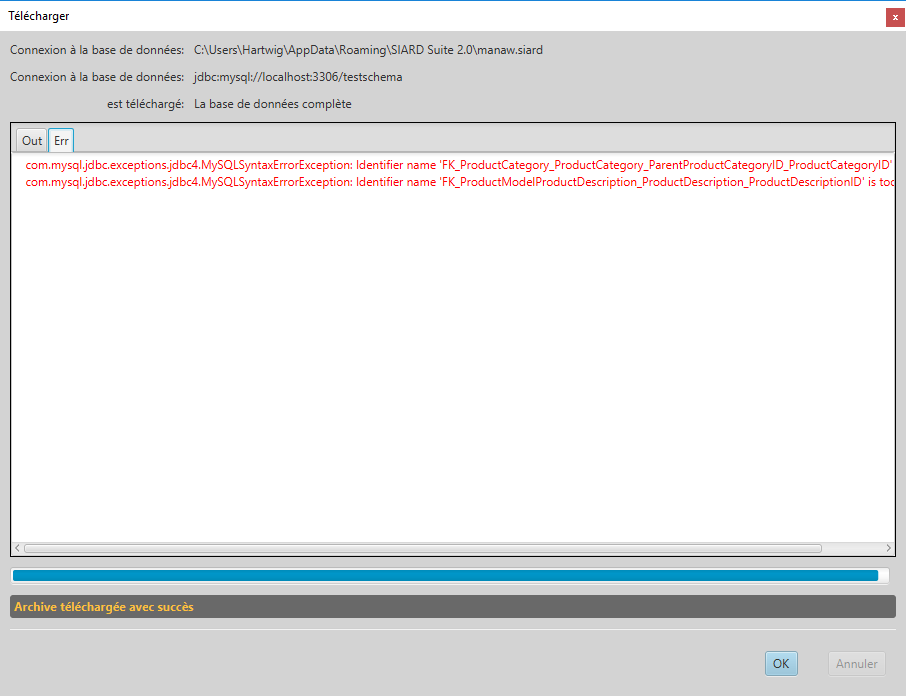 Télécharger
x
Connexion à la base de données: C:\Users\Hartwig\AppData\Roaming\SIARD Suite 2.0\manaw.siard
Connexion à la base de données: jdbc:mysql://localhost:3306/testschema
est téléchargé: La base de données complète
Out Err
com.mysql.jdbc.exceptions.jdbc4.MySQLSyntaxErrorException: Identifier name 'FK_ProductCategory_ProductCategory_ParentProductCategoryID_ProductCategoryID'
com.mysql.jdbc.exceptions.jdbc4.MySQLSyntaxErrorException: Identifier name 'FK_ProductModelProductDescription_ProductDescription_ProductDescriptionID' is too
Archive téléchargée avec succès
OK Annuler